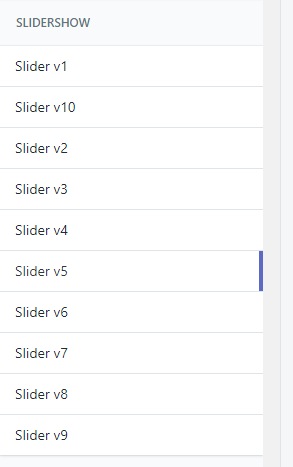 SLIDERSHOW
Slider v1
Slider v10
Slider v2
Slider v3
Slider v4
Slider v5
Slider v6
Slider v7
Slider v8
Slider v9